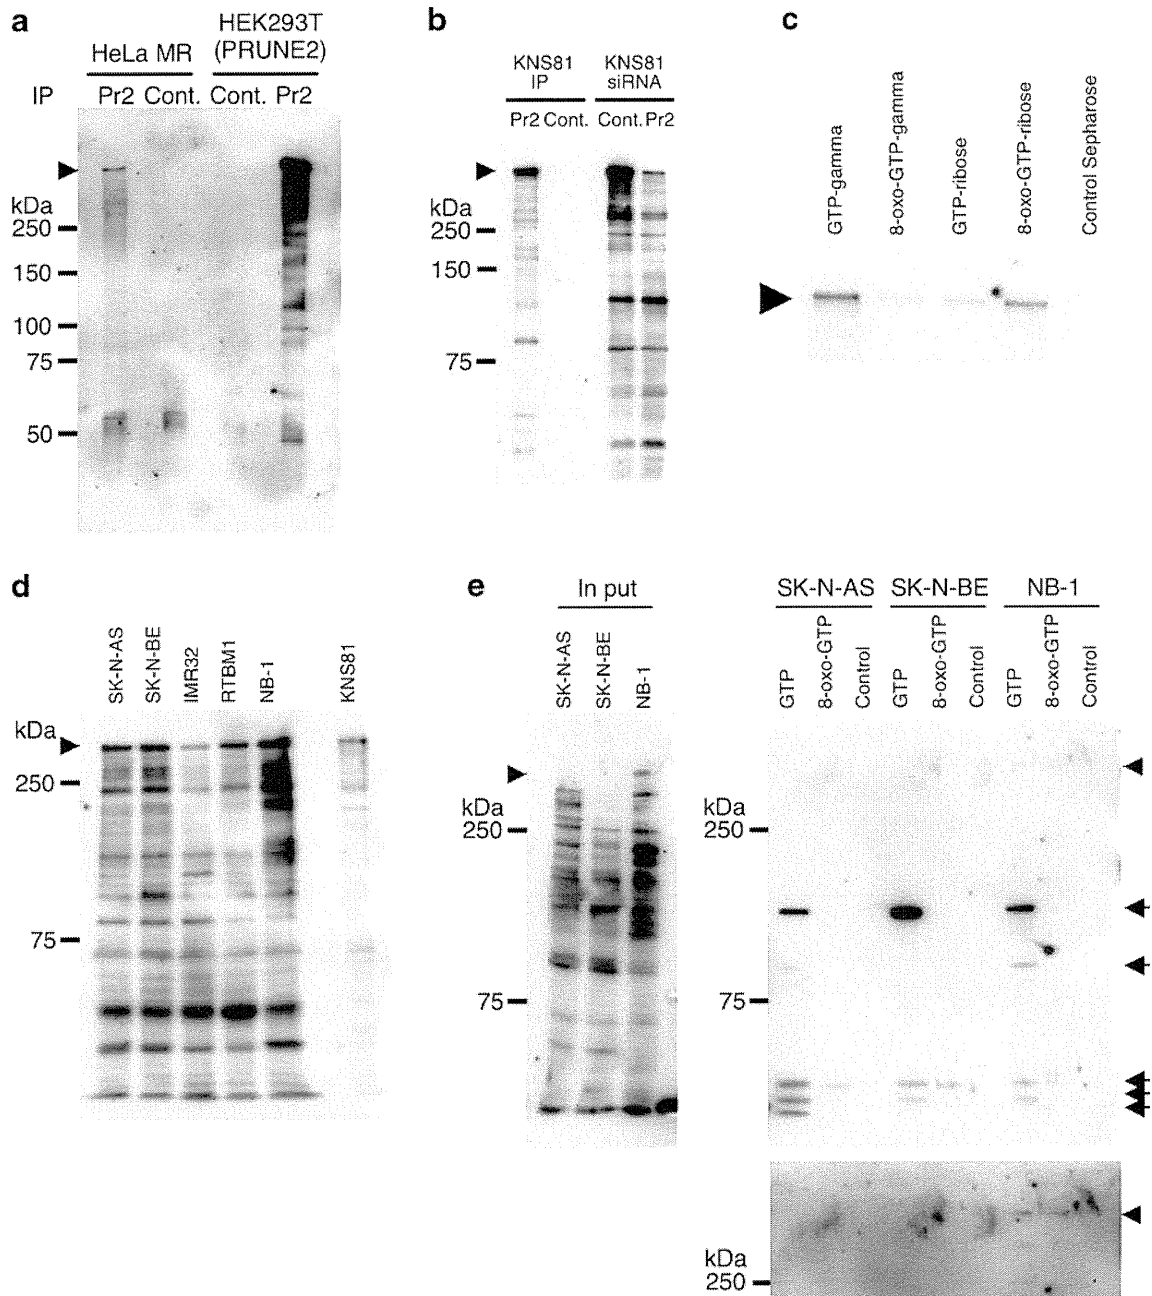 a
HeLa MR
HEK293T
(PRUNE2)
IP
Pr2 Cont.
Cont. Pr2
kDa
250
150
100
75
50
b
KNS81
IP
KNS81
siRNA
Pr2 Cont.
Cont. Pr2
kDa
250
150
75
c
GTP-gamma
8-oxo-GTP-gamma
GTP-ribose
8-oxo-GTP-ribose
Control Sepharose
d
SK-N-AS
SK-N-BE
IMR32
RTBM1
NB-1
KNS81
kDa
250
75
e
In put
SK-N-AS
SK-N-BE
NB-1
kDa
250
75
SK-N-AS
SK-N-BE
NB-1
GTP
8-oxo-GTP
Control
GTP
8-oxo-GTP
Control
GTP
8-oxo-GTP
Control
kDa
250
75
kDa
250